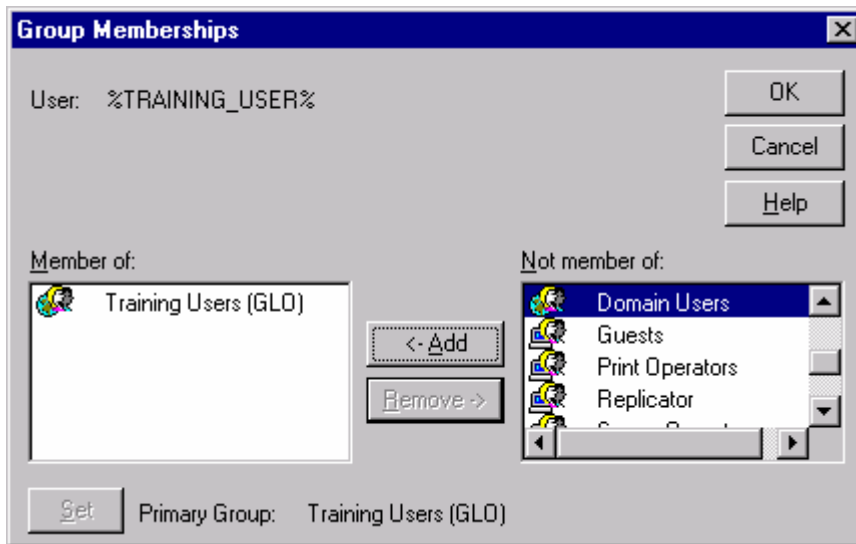 Group Memberships
User: %TRAINING_USER%
OK
Cancel
Help
Member of:
Training Users (GLO)
<- Add
Remove ->
Not member of:
Domain Users
Guests
Print Operators
Replicator
Set
Primary Group: Training Users (GLO)